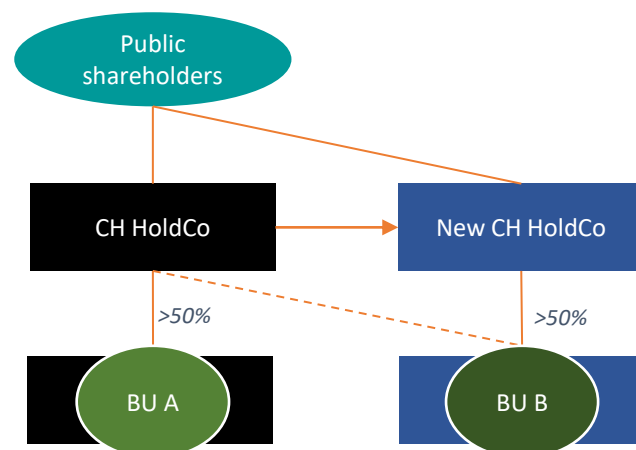 Public
shareholders
CH HoldCo
New CH HoldCo
>50%
>50%
BU A
BU B